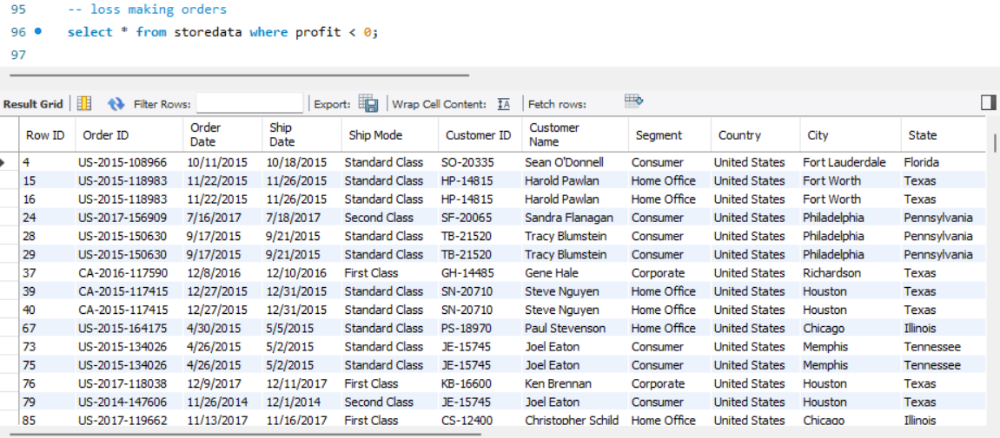 95 -- loss making orders
96 select * from storedata where profit < 0;
97
Result Grid Filter Rows: Export: Wrap Cell Content: Fetch rows:
Row ID Order ID Order Date Ship Date Ship Mode Customer ID Customer Name Segment Country City State
4 US-2015-108966 10/11/2015 10/18/2015 Standard Class SO-20335 Sean O'Donnell Consumer United States Fort Lauderdale Florida
15 US-2015-118983 11/22/2015 11/26/2015 Standard Class HP-14815 Harold Pawlan Home Office United States Fort Worth Texas
16 US-2015-118983 11/22/2015 11/26/2015 Standard Class HP-14815 Harold Pawlan Home Office United States Fort Worth Texas
24 US-2017-156909 7/16/2017 7/18/2017 Second Class SF-20065 Sandra Flanagan Consumer United States Philadelphia Pennsylvania
28 US-2015-150630 9/17/2015 9/21/2015 Standard Class TB-21520 Tracy Blumstein Consumer United States Philadelphia Pennsylvania
29 US-2015-150630 9/17/2015 9/21/2015 Standard Class TB-21520 Tracy Blumstein Consumer United States Philadelphia Pennsylvania
37 CA-2016-117590 12/8/2016 12/10/2016 First Class GH-14485 Gene Hale Corporate United States Richardson Texas
39 CA-2015-117415 12/27/2015 12/31/2015 Standard Class SN-20710 Steve Nguyen Home Office United States Houston Texas
40 CA-2015-117415 12/27/2015 12/31/2015 Standard Class SN-20710 Steve Nguyen Home Office United States Houston Texas
67 US-2015-164175 4/30/2015 5/5/2015 Standard Class PS-18970 Paul Stevenson Home Office United States Chicago Illinois
73 US-2015-134026 4/26/2015 5/2/2015 Standard Class JE-15745 Joel Eaton Consumer United States Memphis Tennessee
75 US-2015-134026 4/26/2015 5/2/2015 Standard Class JE-15745 Joel Eaton Consumer United States Memphis Tennessee
76 US-2017-118038 12/9/2017 12/11/2017 First Class KB-16600 Ken Brennan Corporate United States Houston Texas
79 US-2014-147606 11/26/2014 12/1/2014 Second Class JE-15745 Joel Eaton Consumer United States Houston Texas
85 US-2017-119662 11/13/2017 11/16/2017 First Class CS-12400 Christopher Schild Home Office United States Chicago Illinois